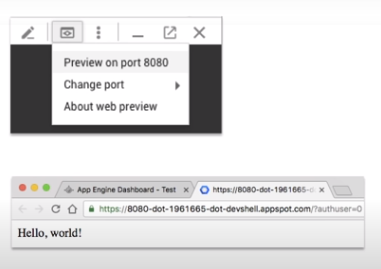 Preview on port 8080
Change port
About web preview
App Engine Dashboard - Test
https://8080-dot-1961665-
https://8080-dot-1961665-dot-devshell.appspot.com/?authuser=0
Hello, world!